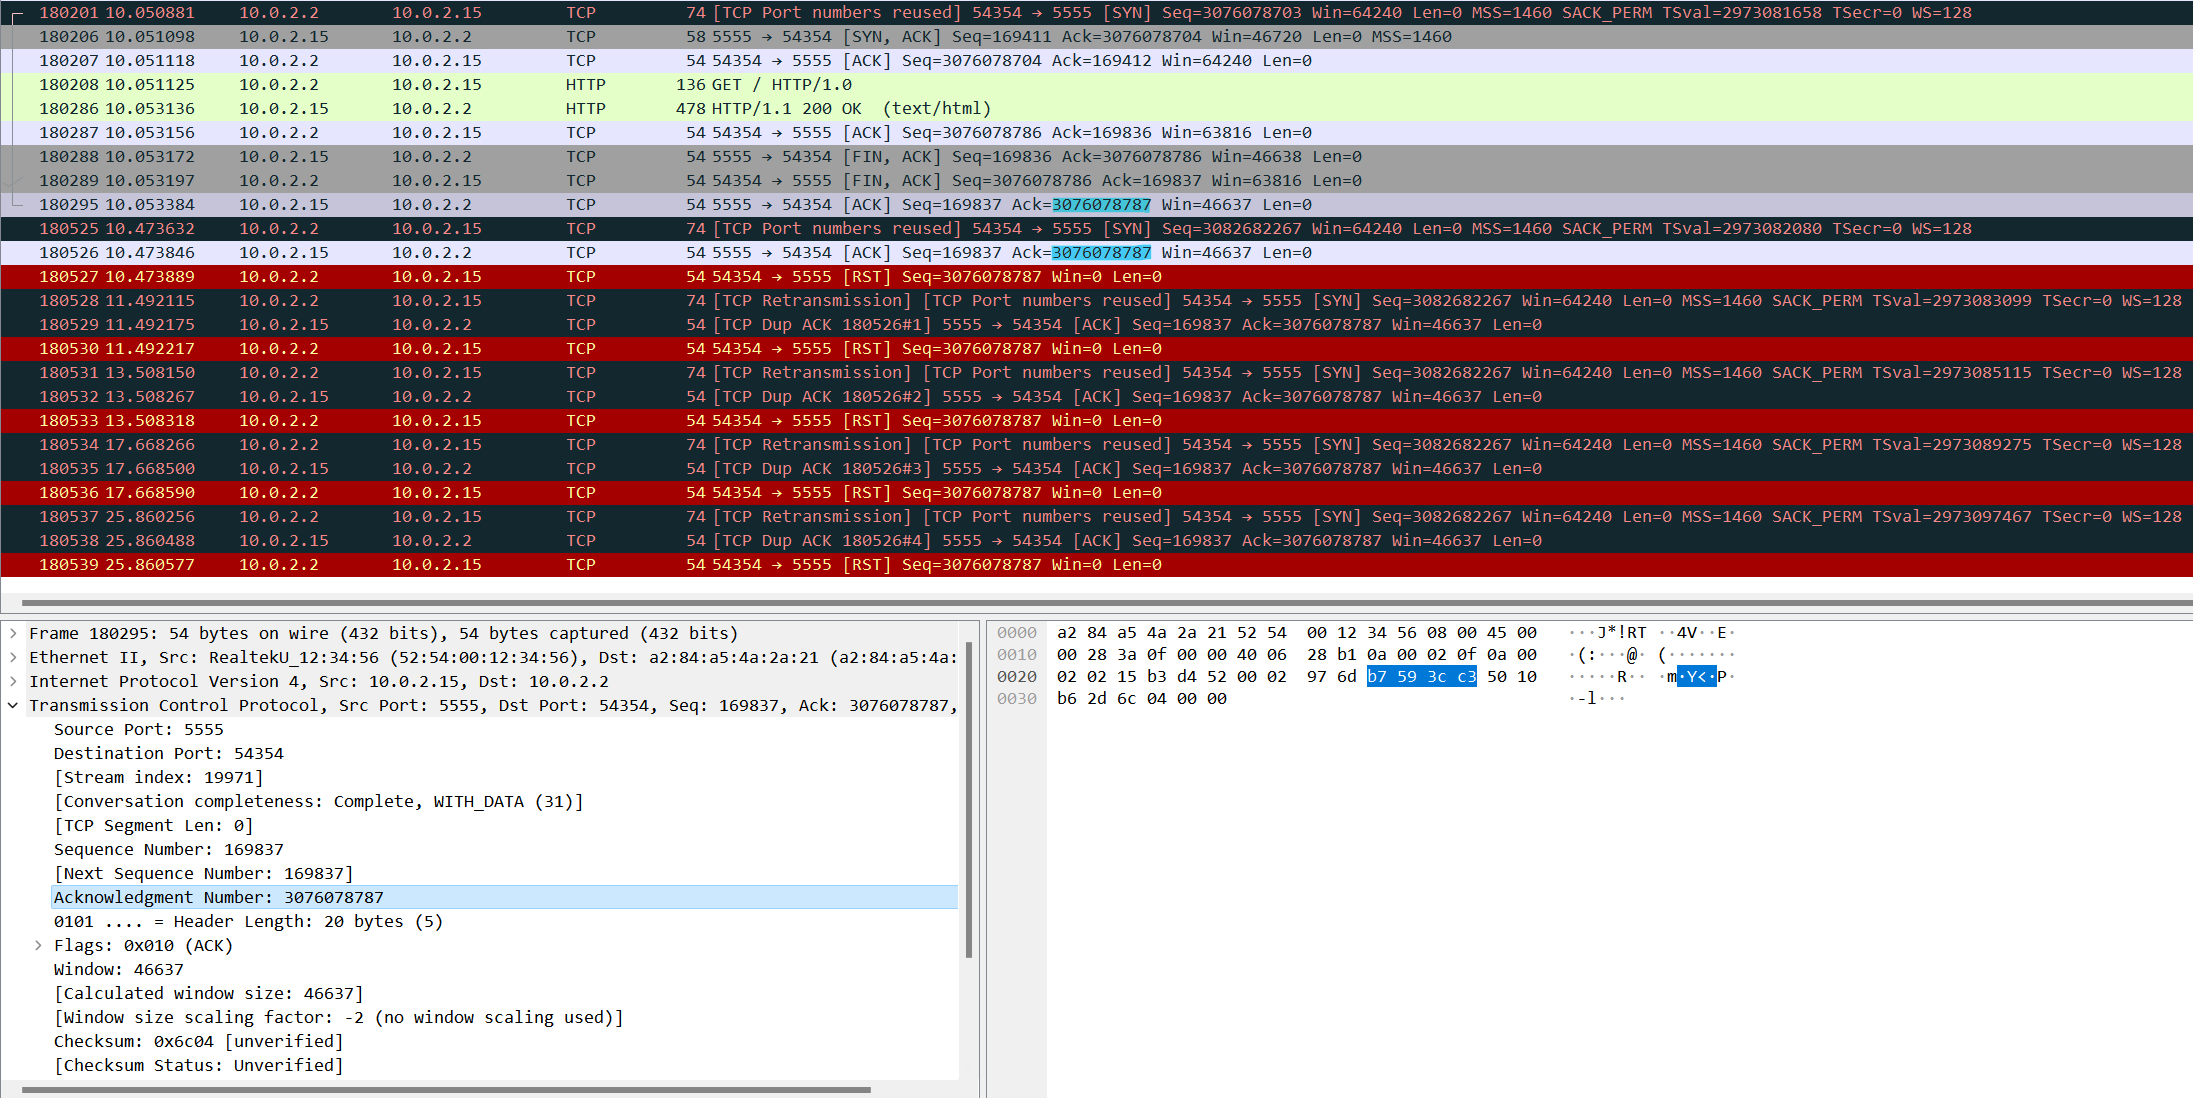 180201 10.050881 10.0.2.2 10.0.2.15 TCP 74 [TCP Port numbers reused] 54354 → 5555 [SYN] Seq=3076078703 Win=64240 Len=0 MSS=1460 SACK_PERM TSval=2973081658 TSecr=0 WS=128
180206 10.051098 10.0.2.15 10.0.2.2 TCP 58 5555 → 54354 [SYN, ACK] Seq=169411 Ack=3076078704 Win=46720 Len=0 MSS=1460
180207 10.051118 10.0.2.2 10.0.2.15 TCP 54 54354 → 5555 [ACK] Seq=3076078704 Ack=169412 Win=64240 Len=0
180208 10.051125 10.0.2.2 10.0.2.15 HTTP 136 GET / HTTP/1.0
180286 10.053136 10.0.2.15 10.0.2.2 HTTP 478 HTTP/1.1 200 OK (text/html)
180287 10.053156 10.0.2.2 10.0.2.15 TCP 54 54354 → 5555 [ACK] Seq=3076078786 Ack=169836 Win=63816 Len=0
180288 10.053172 10.0.2.15 10.0.2.2 TCP 54 5555 → 54354 [FIN, ACK] Seq=169836 Ack=3076078786 Win=46638 Len=0
180289 10.053197 10.0.2.2 10.0.2.15 TCP 54 54354 → 5555 [FIN, ACK] Seq=3076078786 Ack=169837 Win=63816 Len=0
180295 10.053384 10.0.2.15 10.0.2.2 TCP 54 5555 → 54354 [ACK] Seq=169837 Ack=3076078787 Win=46637 Len=0
180525 10.473632 10.0.2.2 10.0.2.15 TCP 74 [TCP Port numbers reused] 54354 → 5555 [SYN] Seq=3082682267 Win=64240 Len=0 MSS=1460 SACK_PERM TSval=2973082080 TSecr=0 WS=128
180526 10.473846 10.0.2.15 10.0.2.2 TCP 54 5555 → 54354 [ACK] Seq=169837 Ack=3076078787 Win=46637 Len=0
180527 10.473889 10.0.2.2 10.0.2.15 TCP 54 54354 → 5555 [RST] Seq=3076078787 Win=0 Len=0
180528 11.492115 10.0.2.2 10.0.2.15 TCP 74 [TCP Retransmission] [TCP Port numbers reused] 54354 → 5555 [SYN] Seq=3082682267 Win=64240 Len=0 MSS=1460 SACK_PERM TSval=2973083099 TSecr=0 WS=128
180529 11.492175 10.0.2.15 10.0.2.2 TCP 54 [TCP Dup ACK 180526#1] 5555 → 54354 [ACK] Seq=169837 Ack=3076078787 Win=46637 Len=0
180530 11.492217 10.0.2.2 10.0.2.15 TCP 54 54354 → 5555 [RST] Seq=3076078787 Win=0 Len=0
180531 13.508150 10.0.2.2 10.0.2.15 TCP 74 [TCP Retransmission] [TCP Port numbers reused] 54354 → 5555 [SYN] Seq=3082682267 Win=64240 Len=0 MSS=1460 SACK_PERM TSval=2973085115 TSecr=0 WS=128
180532 13.508267 10.0.2.15 10.0.2.2 TCP 54 [TCP Dup ACK 180526#2] 5555 → 54354 [ACK] Seq=169837 Ack=3076078787 Win=46637 Len=0
180533 13.508318 10.0.2.2 10.0.2.15 TCP 54 54354 → 5555 [RST] Seq=3076078787 Win=0 Len=0
180534 17.668266 10.0.2.2 10.0.2.15 TCP 74 [TCP Retransmission] [TCP Port numbers reused] 54354 → 5555 [SYN] Seq=3082682267 Win=64240 Len=0 MSS=1460 SACK_PERM TSval=2973089275 TSecr=0 WS=128
180535 17.668500 10.0.2.15 10.0.2.2 TCP 54 [TCP Dup ACK 180526#3] 5555 → 54354 [ACK] Seq=169837 Ack=3076078787 Win=46637 Len=0
180536 17.668590 10.0.2.2 10.0.2.15 TCP 54 54354 → 5555 [RST] Seq=3076078787 Win=0 Len=0
180537 25.860256 10.0.2.2 10.0.2.15 TCP 74 [TCP Retransmission] [TCP Port numbers reused] 54354 → 5555 [SYN] Seq=3082682267 Win=64240 Len=0 MSS=1460 SACK_PERM TSval=2973097467 TSecr=0 WS=128
180538 25.860488 10.0.2.15 10.0.2.2 TCP 54 [TCP Dup ACK 180526#4] 5555 → 54354 [ACK] Seq=169837 Ack=3076078787 Win=46637 Len=0
180539 25.860577 10.0.2.2 10.0.2.15 TCP 54 54354 → 5555 [RST] Seq=3076078787 Win=0 Len=0
Frame 180295: 54 bytes on wire (432 bits), 54 bytes captured (432 bits)
Ethernet II, Src: RealtekU_12:34:56 (52:54:00:12:34:56), Dst: a2:84:a5:4a:2a:21 (a2:84:a5:4a:
Internet Protocol Version 4, Src: 10.0.2.15, Dst: 10.0.2.2
Transmission Control Protocol, Src Port: 5555, Dst Port: 54354, Seq: 169837, Ack: 3076078787,
Source Port: 5555
Destination Port: 54354
[Stream index: 19971]
[Conversation completeness: Complete, WITH_DATA (31)]
[TCP Segment Len: 0]
Sequence Number: 169837
[Next Sequence Number: 169837]
Acknowledgment Number: 3076078787
0101 .... = Header Length: 20 bytes (5)
Flags: 0x010 (ACK)
Window: 46637
[Calculated window size: 46637]
[Window size scaling factor: -2 (no window scaling used)]
Checksum: 0x6c04 [unverified]
[Checksum Status: Unverified]
0000 a2 84 a5 4a 2a 21 52 54 00 12 34 56 08 00 45 00 ···J*!RT ··4V··E·
0010 00 28 3a 0f 00 00 40 06 28 b1 0a 00 02 0f 0a 00 ·(:···@· (·······
0020 02 02 15 b3 d4 52 00 02 97 6d b7 59 3c c3 50 10 ·····R·· ·m·Y<·P·
0030 b6 2d 6c 04 00 00 ·-l···